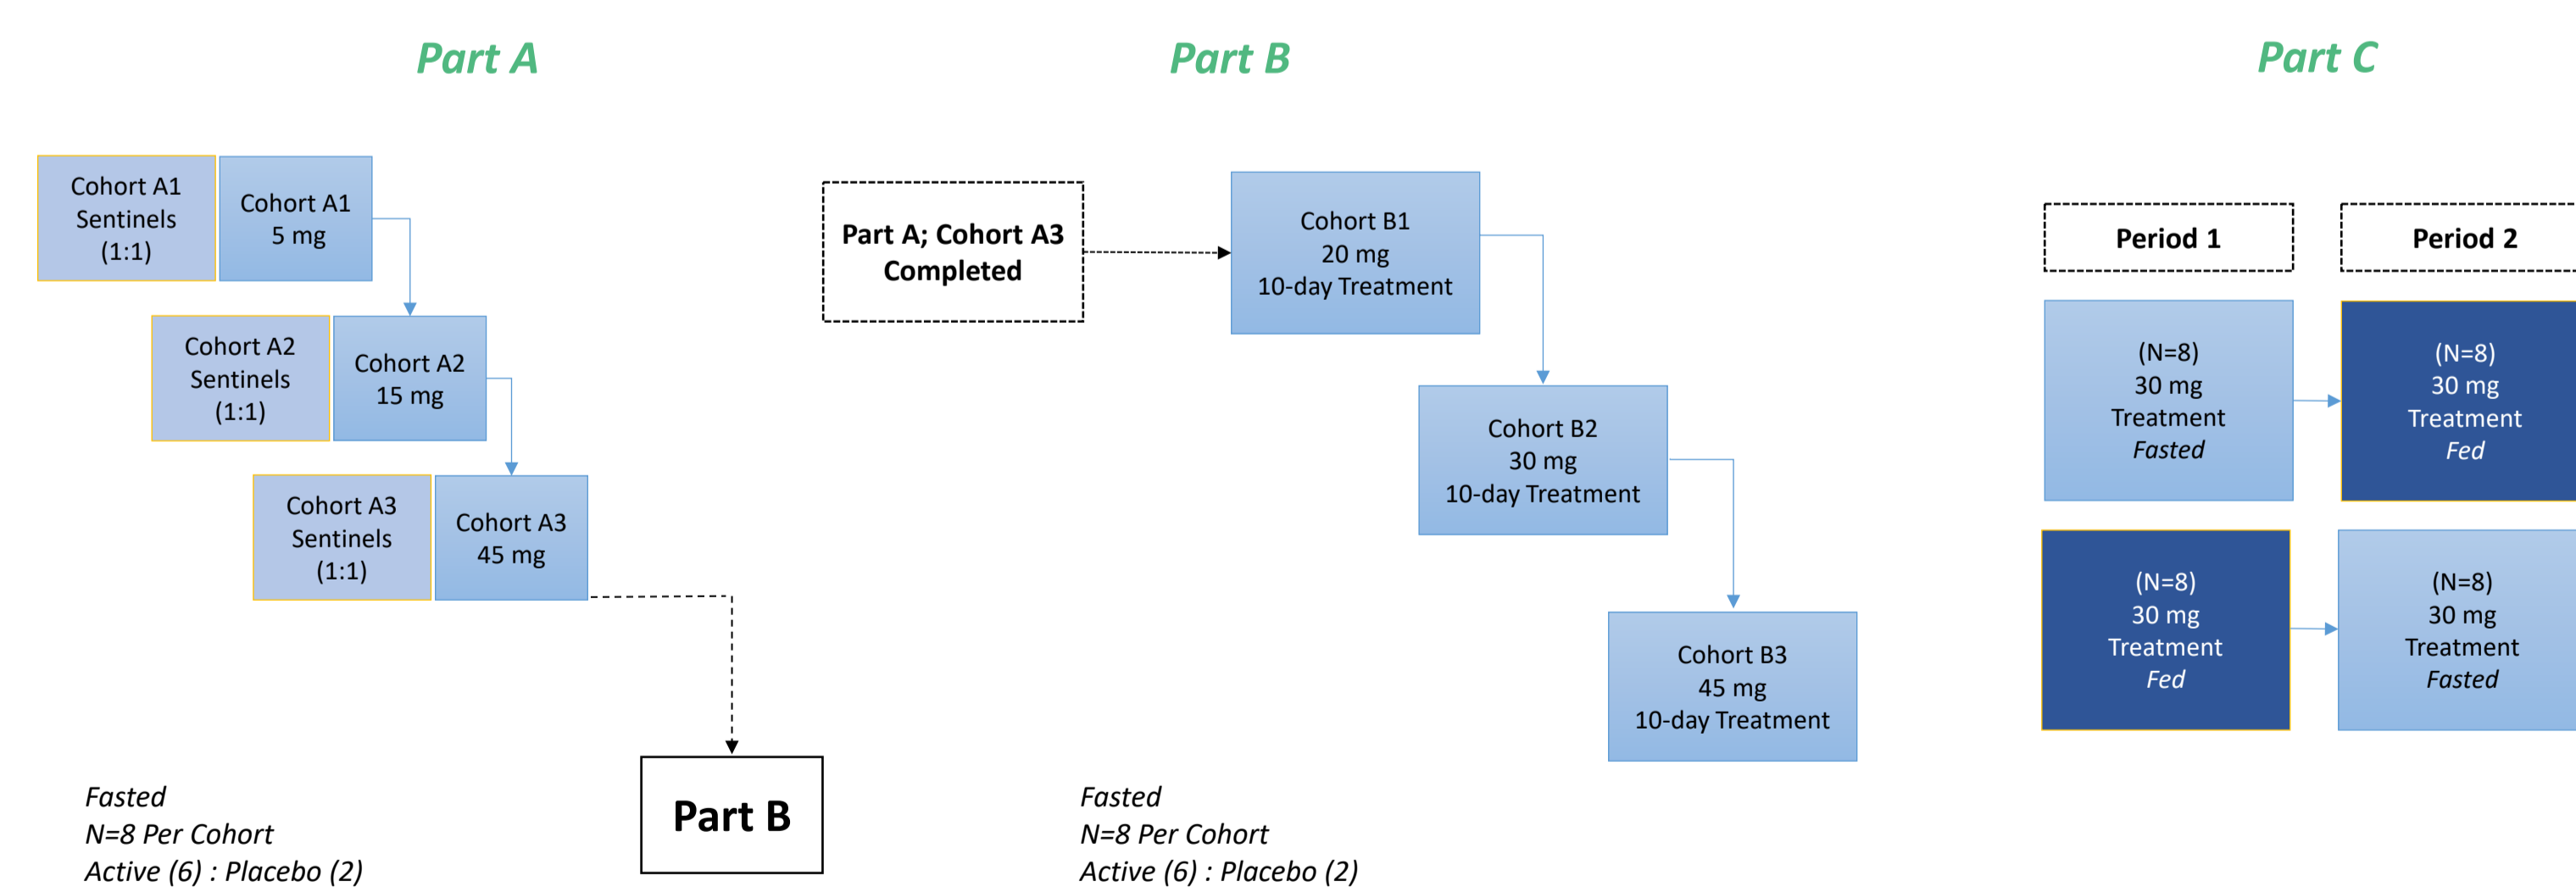 Part A
Cohort A1
Sentinels
(1:1)
Cohort A1
5 mg
Cohort A2
Sentinels
(1:1)
Cohort A2
15 mg
Cohort A3
Sentinels
(1:1)
Cohort A3
45 mg
Part B
Fasted
N=8 Per Cohort
Active (6) : Placebo (2)
Part B
Part A; Cohort A3
Completed
Cohort B1
20 mg
10-day Treatment
Cohort B2
30 mg
10-day Treatment
Cohort B3
45 mg
10-day Treatment
Fasted
N=8 Per Cohort
Active (6) : Placebo (2)
Part C
Period 1
Period 2
(N=8)
30 mg
Treatment
Fasted
(N=8)
30 mg
Treatment
Fed
(N=8)
30 mg
Treatment
Fed
(N=8)
30 mg
Treatment
Fasted